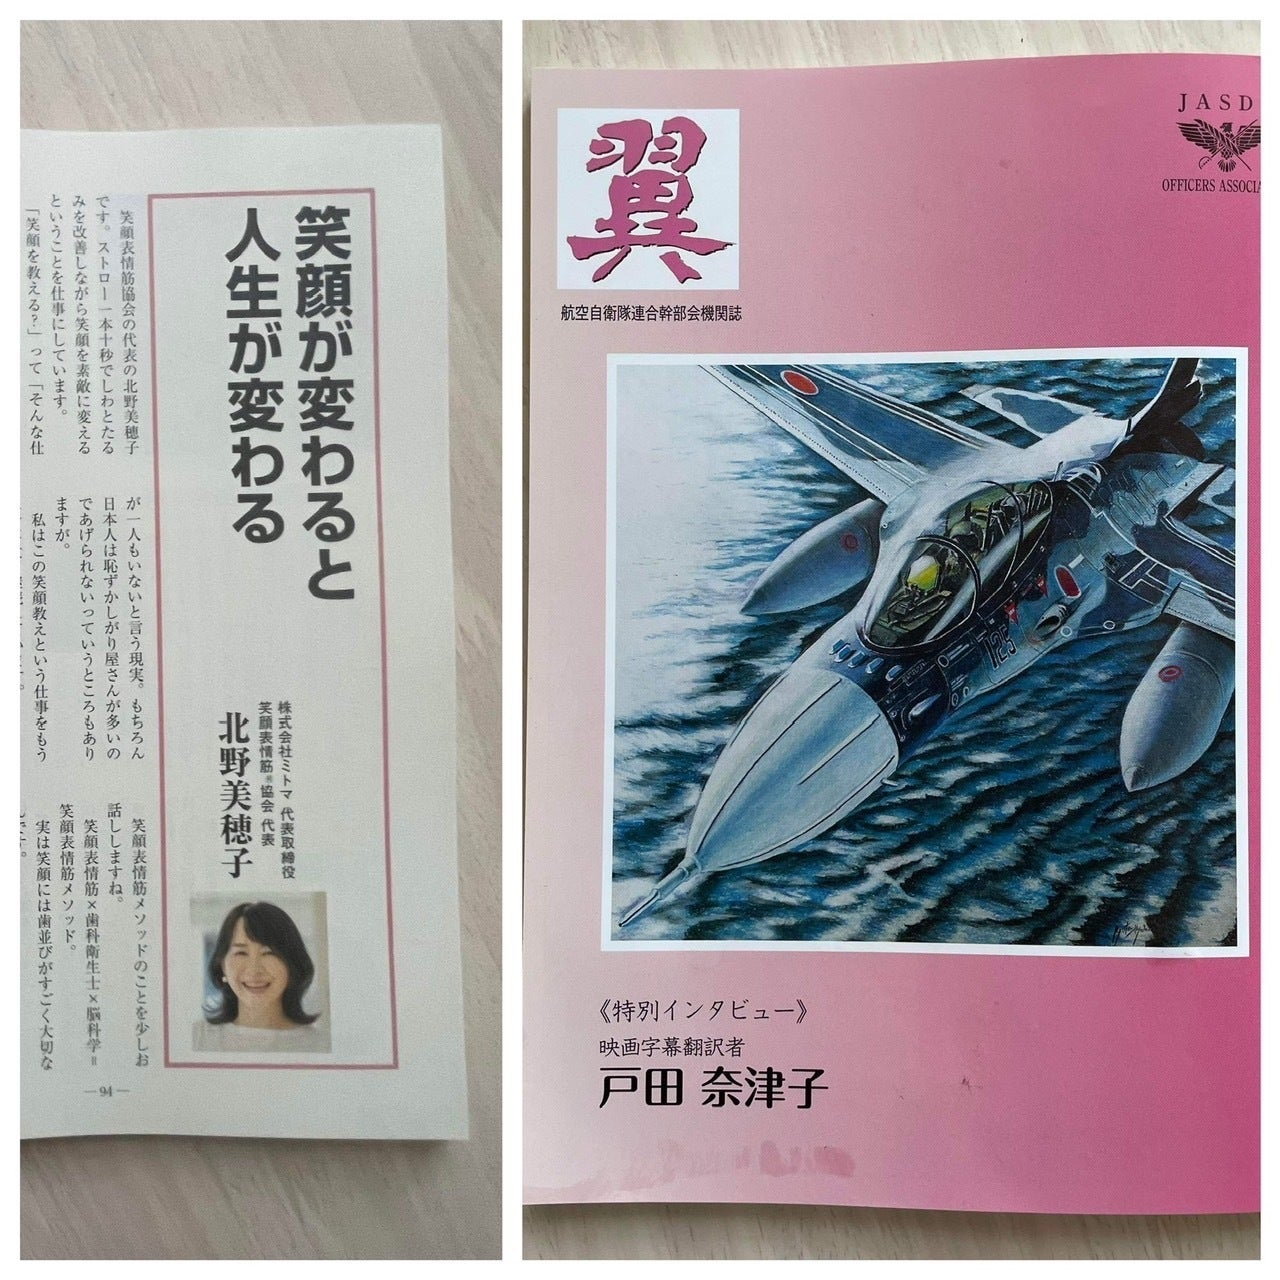 笑顔が変わると
人生が変わる
株式会社ミトマ 代表取締役
笑顔表情筋®協会 代表
北野美穂子
笑顔表情筋協会の代表の北野美穂子
です。ストロー一本十秒でしわとたる
みを改善しながら笑顔を素敵に変える
ということを仕事にしています。
「笑顔を教える?」って「そんな仕
が一人もいないと言う現実。もちろん
日本人は恥ずかしがり屋さんが多いの
であげられないっていうところもあり
ますが。
私はこの笑顔教えという仕事をもう
笑顔表情筋メソッドのことを少しお
話ししますね。
笑顔表情筋×歯科衛生士×脳科学=
笑顔表情筋メソッド。
実は笑顔には歯並びがすごく大切な
んです。
—94—
翼
航空自衛隊連合幹部会機関誌
JASD
OFFICERS ASSOCIA
725
《特別インタビュー》
映画字幕翻訳者
戸田 奈津子